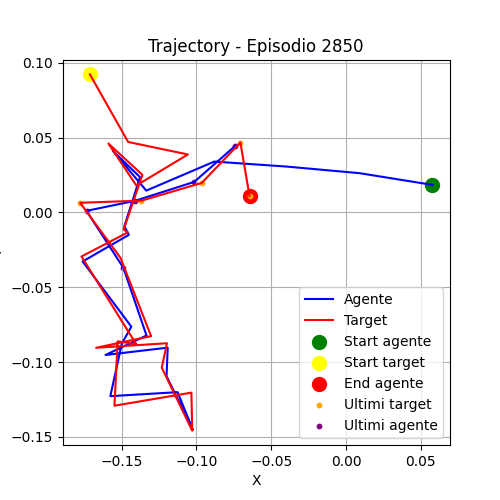 Trajectory - Episodio 2850
0.10
0.05
0.00
−0.05
−0.10
−0.15
−0.15
−0.10
−0.05
0.00
0.05
X
Agente
Target
Start agente
Start target
End agente
Ultimi target
Ultimi agente